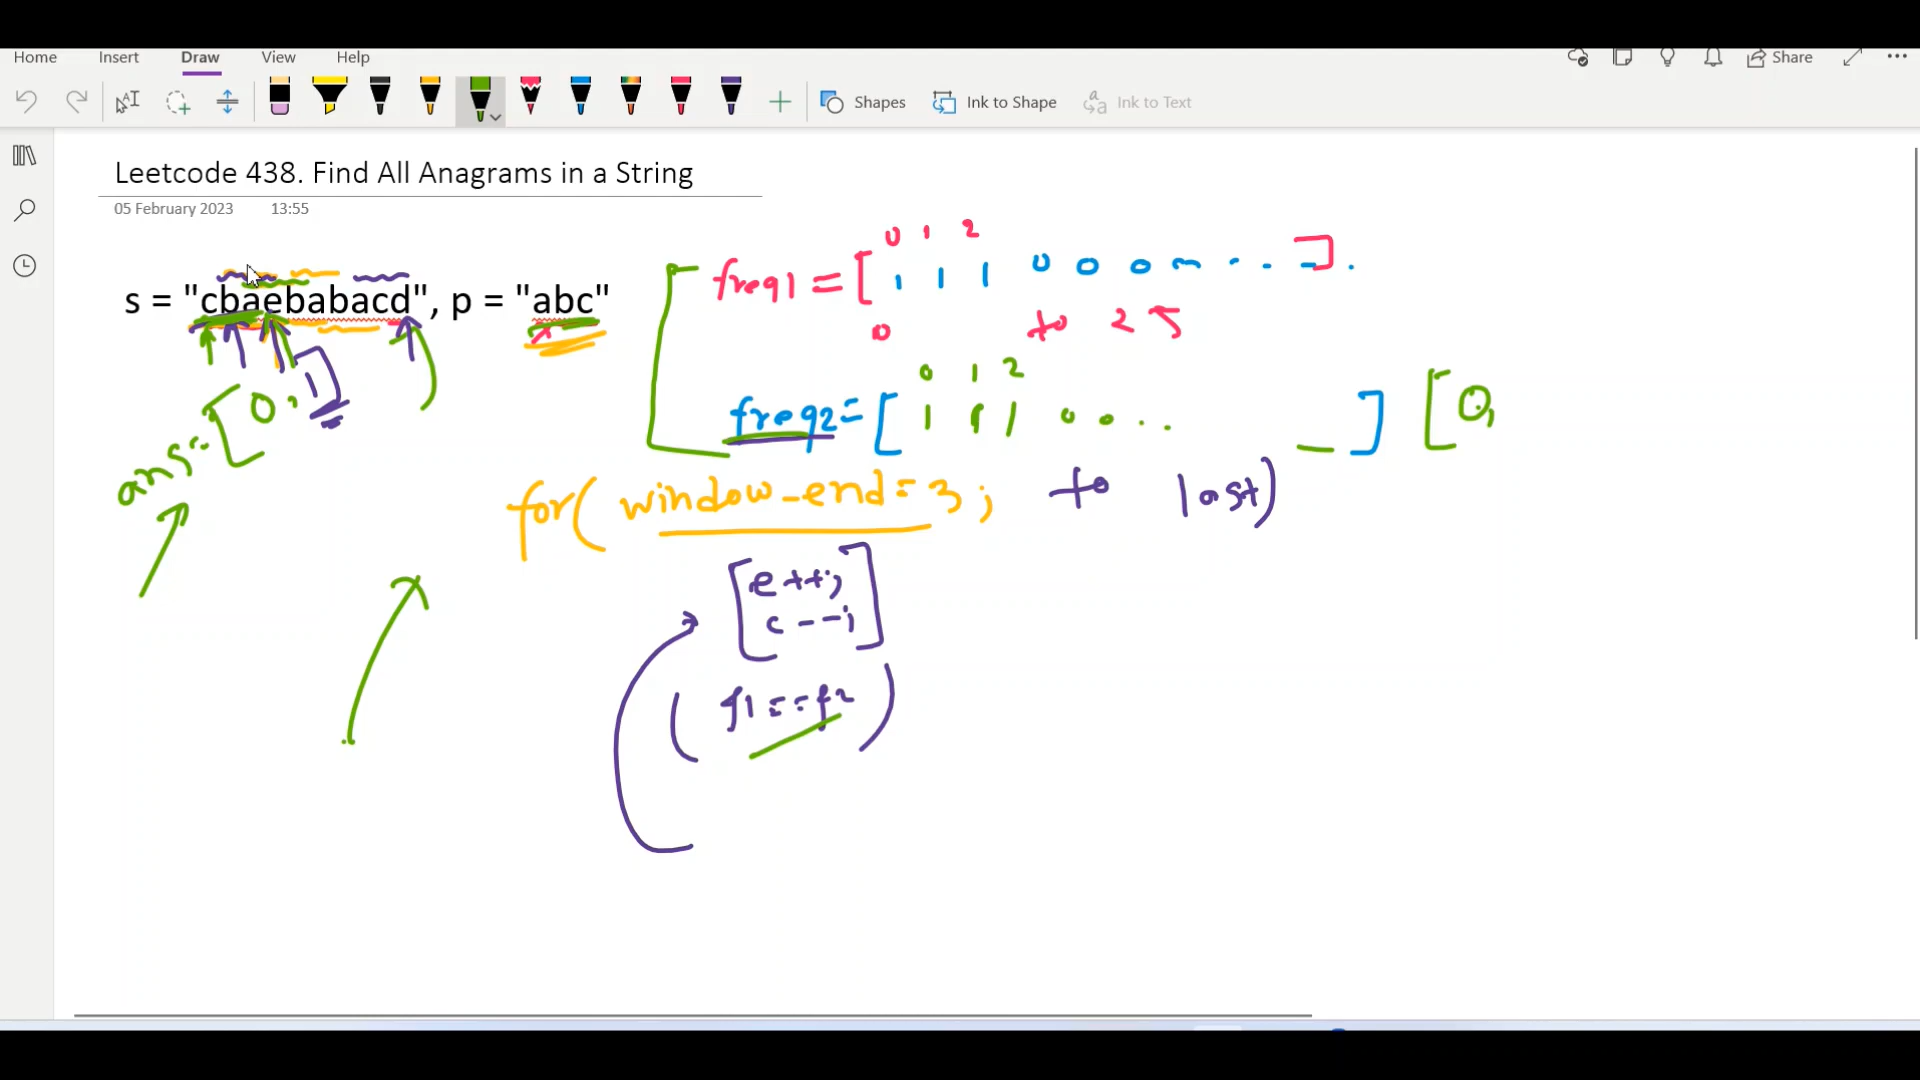 Home Insert Draw View Help Share
Shapes Ink to Shape Ink to Text
Leetcode 438. Find All Anagrams in a String
05 February 2023 13:55
0 1 2
freq1 = [ 1 1 1 0 0 0 ~ . . - ] .
s = "cbaebabacd", p = "abc"
0 to 25
0 1 2
freq2 = [ 1 1 1 0 0 . . _ ] [ 0,
ans = [ 0, ]
for( window_end = 3; to last)
[ e++;
c--; ]
( f1 == f2 )